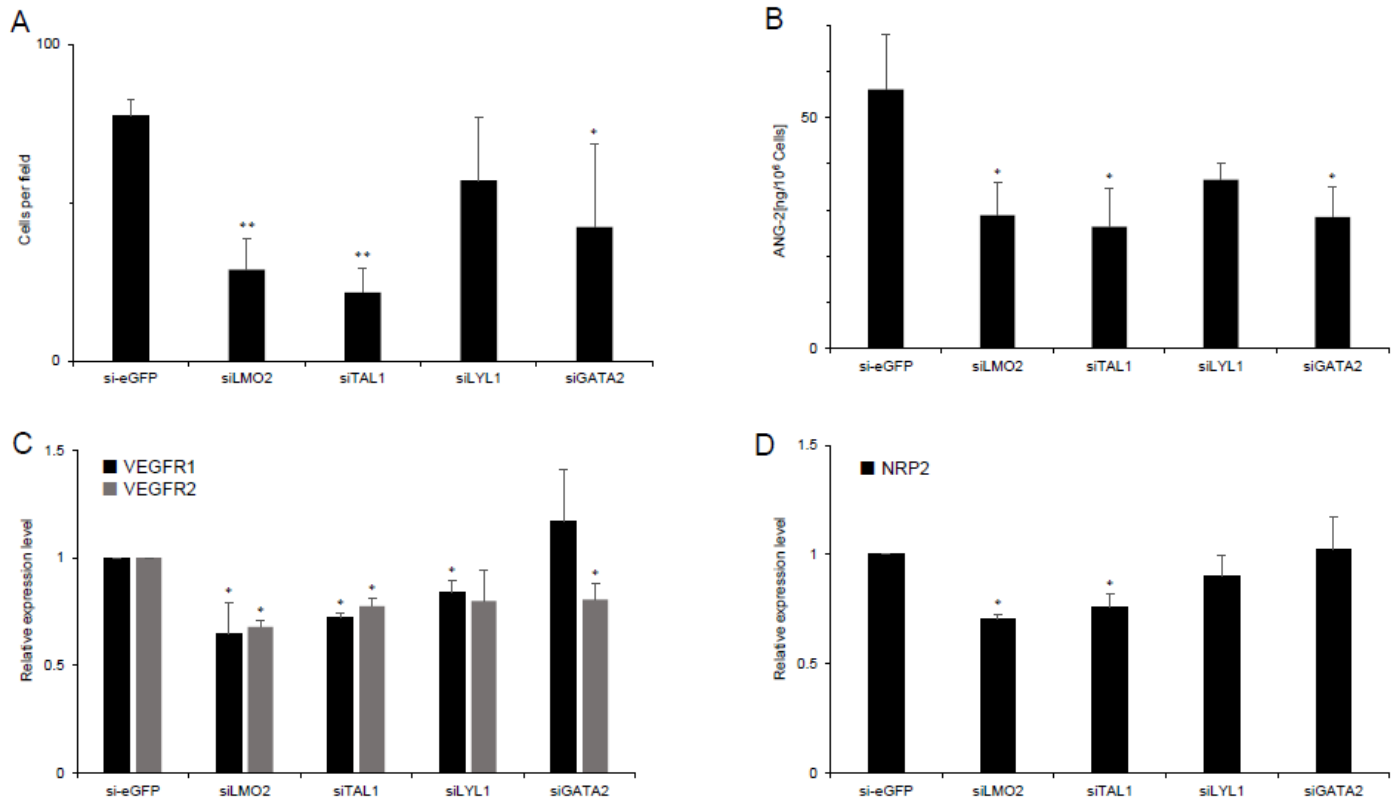 A
100
Cells per field
**
**
*
0
si-eGFP siLMO2 siTAL1 siLYL1 siGATA2
B
50
ANG-2[ng/10⁶ Cells]
* * *
0
si-eGFP siLMO2 siTAL1 siLYL1 siGATA2
C
1.5
VEGFR1
VEGFR2
Relative expression level
1
* * * * * *
0.5
0
si-eGFP siLMO2 siTAL1 siLYL1 siGATA2
D
1.5
NRP2
Relative expression level
1
* *
0.5
0
si-eGFP siLMO2 siTAL1 siLYL1 siGATA2